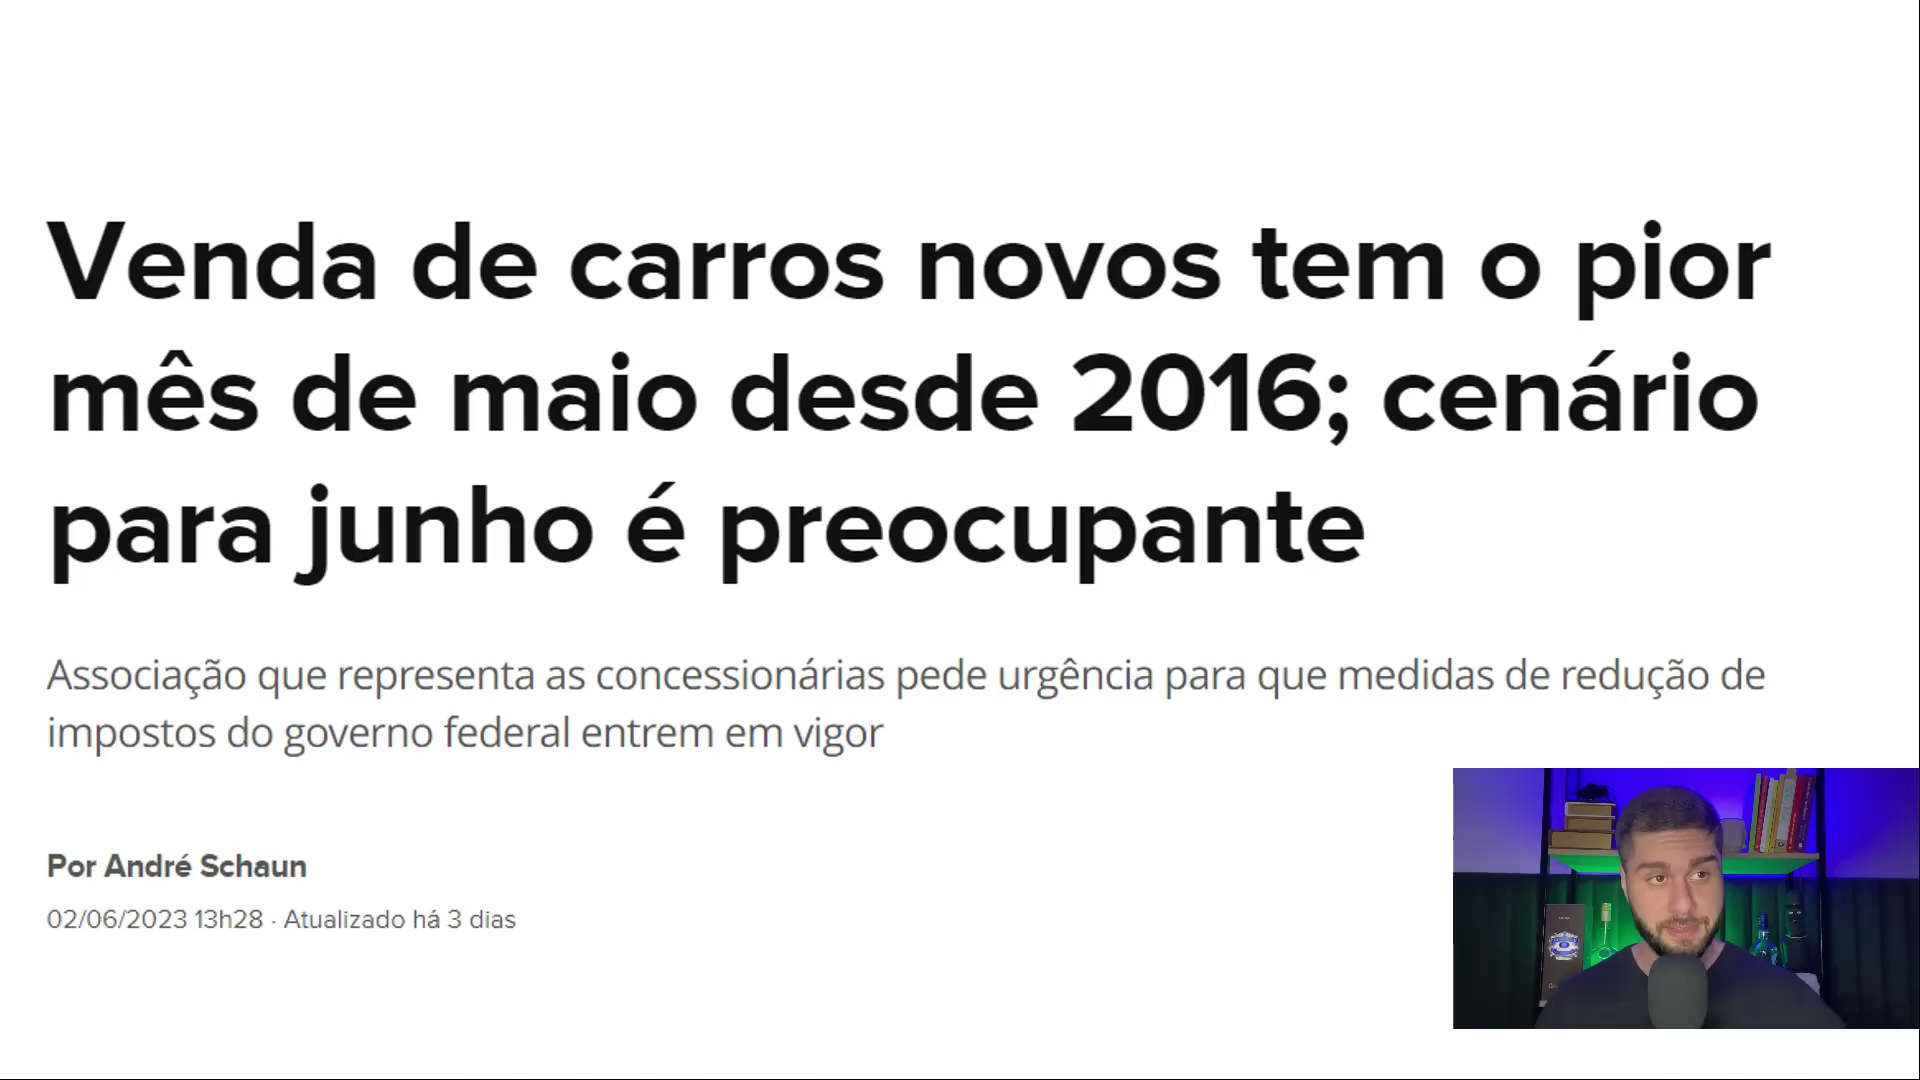 Venda de carros novos tem o pior
mês de maio desde 2016; cenário
para junho é preocupante
Associação que representa as concessionárias pede urgência para que medidas de redução de
impostos do governo federal entrem em vigor
Por André Schaun
02/06/2023 13h28 · Atualizado há 3 dias